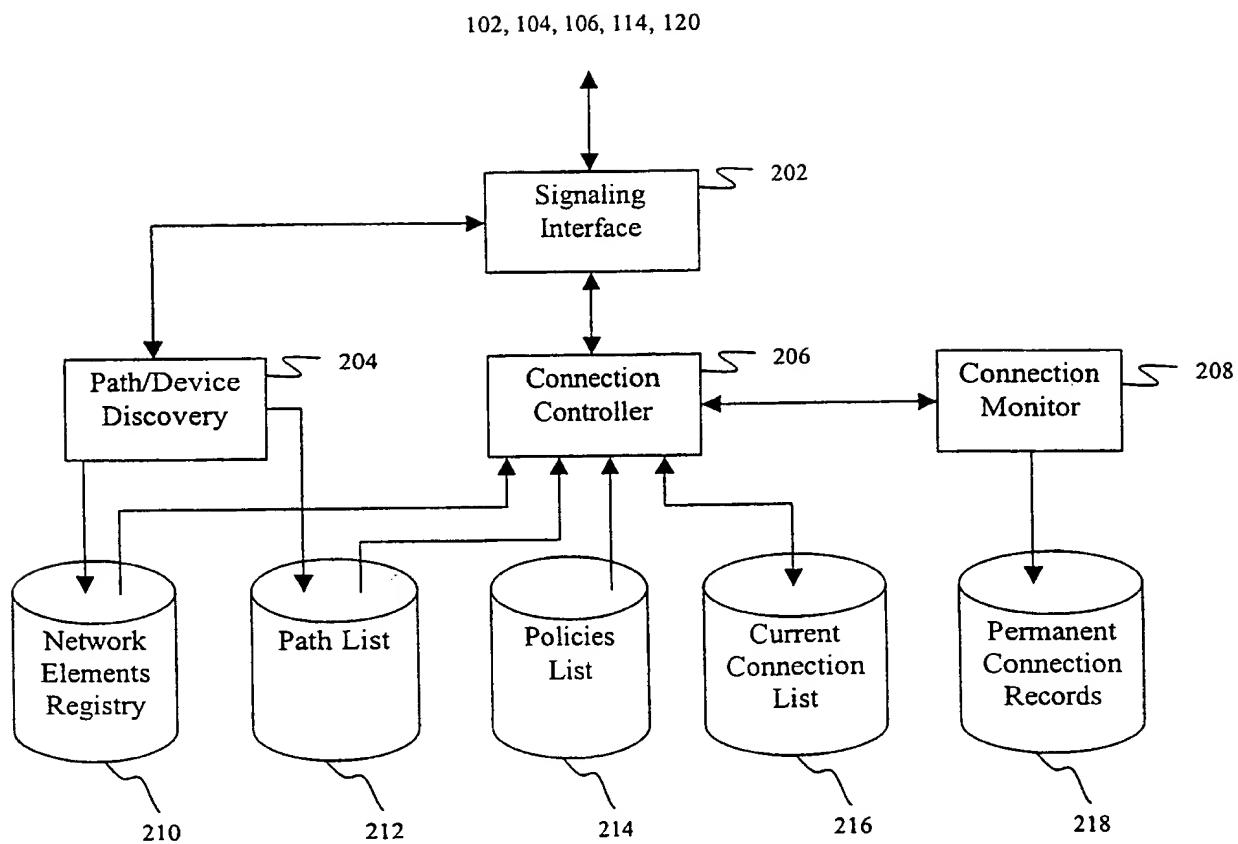 102, 104, 106, 114, 120
Signaling
Interface
202
Path/Device
Discovery
204
Connection
Controller
206
Connection
Monitor
208
Network
Elements
Registry
Path List
Policies
List
Current
Connection
List
Permanent
Connection
Records
210
212
214
216
218